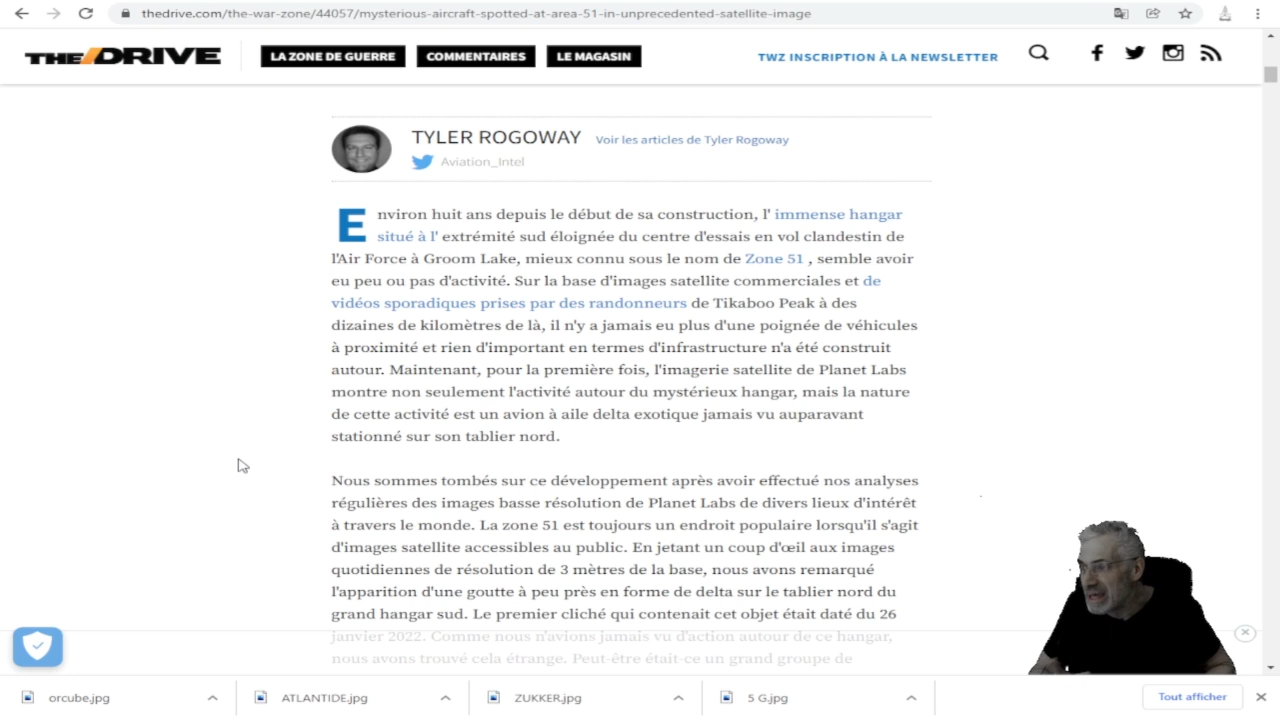 thedrive.com/the-war-zone/44057/mysterious-aircraft-spotted-at-area-51-in-unprecedented-satellite-image
THE DRIVE
LA ZONE DE GUERRE
COMMENTAIRES
LE MAGASIN
TWZ INSCRIPTION À LA NEWSLETTER
TYLER ROGOWAY Voir les articles de Tyler Rogoway
Aviation_Intel
Environ huit ans depuis le début de sa construction, l' immense hangar
situé à l' extrémité sud éloignée du centre d'essais en vol clandestin de
l'Air Force à Groom Lake, mieux connu sous le nom de Zone 51 , semble avoir
eu peu ou pas d'activité. Sur la base d'images satellite commerciales et de
vidéos sporadiques prises par des randonneurs de Tikaboo Peak à des
dizaines de kilomètres de là, il n'y a jamais eu plus d'une poignée de véhicules
à proximité et rien d'important en termes d'infrastructure n'a été construit
autour. Maintenant, pour la première fois, l'imagerie satellite de Planet Labs
montre non seulement l'activité autour du mystérieux hangar, mais la nature
de cette activité est un avion à aile delta exotique jamais vu auparavant
stationné sur son tablier nord.
Nous sommes tombés sur ce développement après avoir effectué nos analyses
régulières des images basse résolution de Planet Labs de divers lieux d'intérêt
à travers le monde. La zone 51 est toujours un endroit populaire lorsqu'il s'agit
d'images satellite accessibles au public. En jetant un coup d'œil aux images
quotidiennes de résolution de 3 mètres de la base, nous avons remarqué
l'apparition d'une goutte à peu près en forme de delta sur le tablier nord du
grand hangar sud. Le premier cliché qui contenait cet objet était daté du 26
janvier 2022. Comme nous n'avions jamais vu d'action autour de ce hangar,
nous avons trouvé cela étrange. Peut-être était-ce un grand groupe de
orcube.jpg
ATLANTIDE.jpg
ZUKKER.jpg
5 G.jpg
Tout afficher